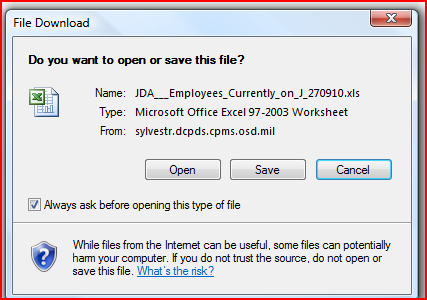 File Download
Do you want to open or save this file?
Name: JDA___Employees_Currently_on_J_270910.xls
Type: Microsoft Office Excel 97-2003 Worksheet
From: sylvestr.dcpds.cpms.osd.mil
Open Save Cancel
Always ask before opening this type of file
While files from the Internet can be useful, some files can potentially
harm your computer. If you do not trust the source, do not open or
save this file. What's the risk?